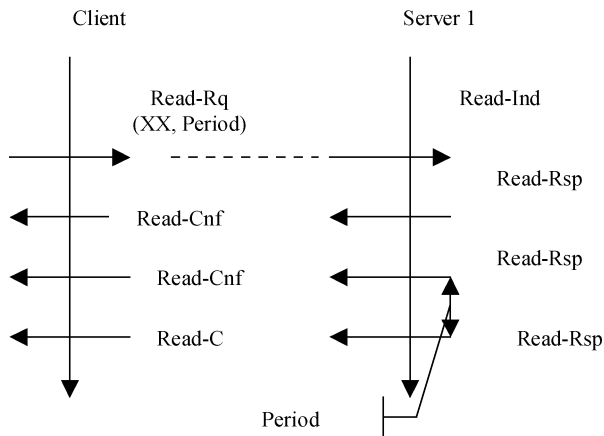 Client
Server 1
Read-Rq
(XX, Period)
Read-Ind
Read-Rsp
Read-Cnf
Read-Rsp
Read-Cnf
Read-C
Read-Rsp
Period